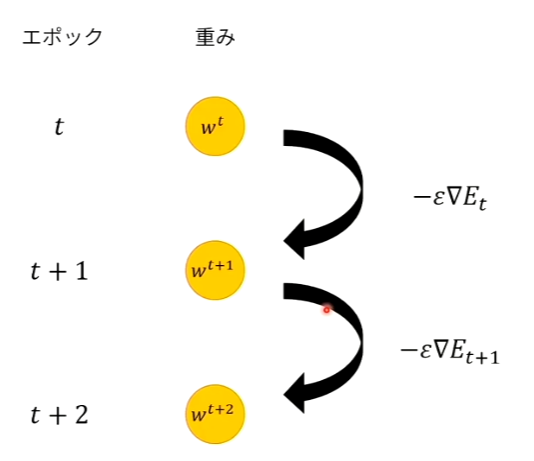 エポック 重み
t w^t
−ε∇E_t
t + 1 w^{t+1}
−ε∇E_{t+1}
t + 2 w^{t+2}